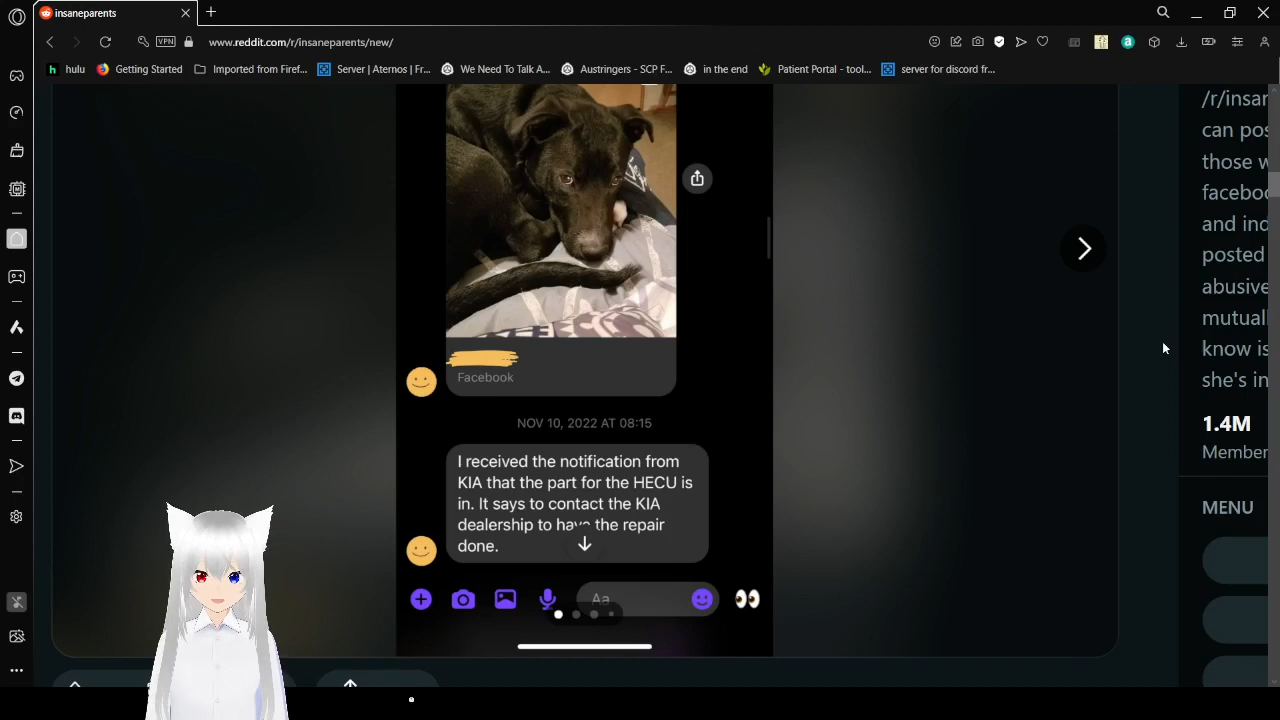 insaneparents
VPN
www.reddit.com/r/insaneparents/new/
hulu
Getting Started
Imported from Firef...
Server | Aternos | Fr...
We Need To Talk A...
Austringers - SCP F...
in the end
Patient Portal - tool...
server for discord fr...
Facebook
NOV 10, 2022 AT 08:15
I received the notification from
KIA that the part for the HECU is
in. It says to contact the KIA
dealership to have the repair
done.
Aa
/r/insar
can pos
those w
faceboo
and ind
posted
abusive
mutual
know is
she's in
1.4M
Member
MENU